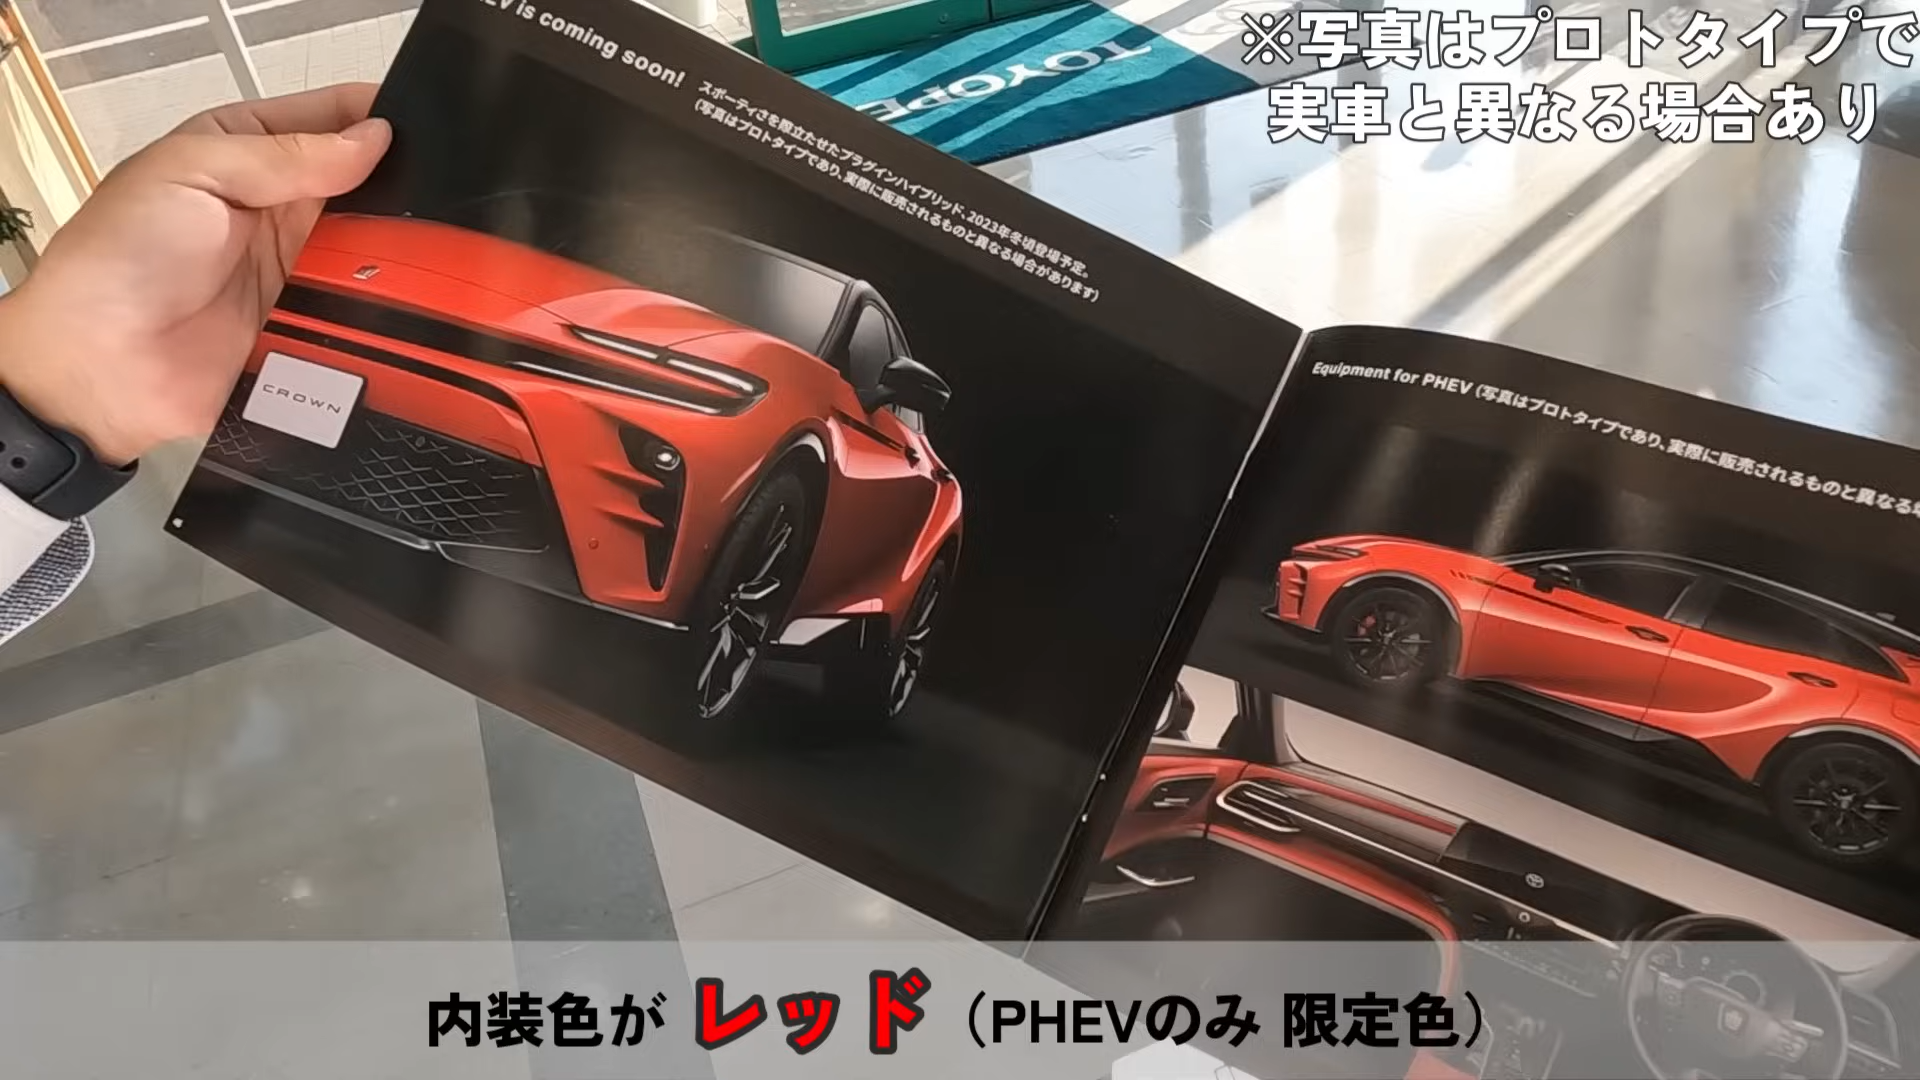 ※写真はプロトタイプで
実車と異なる場合あり
EV is coming soon!
スポーティさを際立たせたプラグインハイブリッド、2023年冬頃登場予定。
(写真はプロトタイプであり、実際に販売されるものと異なる場合があります)
TOYOPE
CROWN
Equipment for PHEV (写真はプロトタイプであり、実際に販売されるものと異なる場
内装色が レッド（PHEVのみ 限定色）